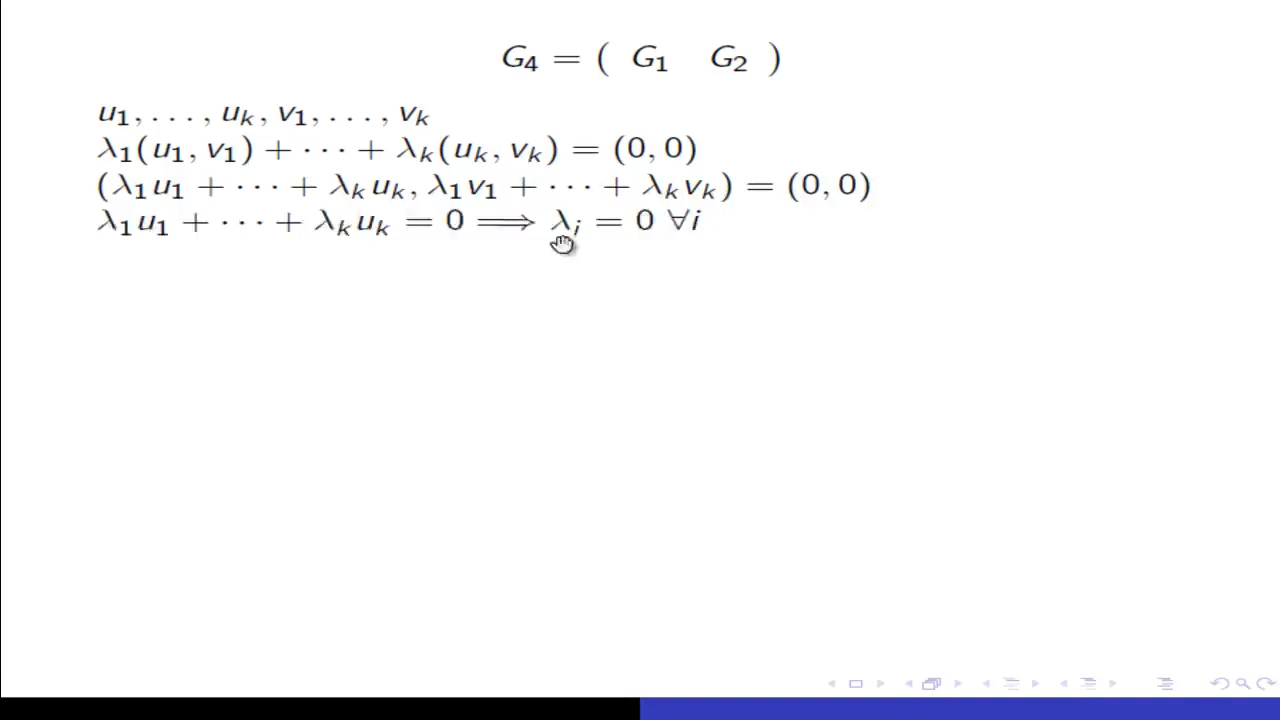 G₄ = ( G₁ G₂ )
u₁, . . . , uₖ, v₁, . . . , vₖ
λ₁(u₁, v₁) + · · · + λₖ(uₖ, vₖ) = (0, 0)
(λ₁u₁ + · · · + λₖuₖ, λ₁v₁ + · · · + λₖvₖ) = (0, 0)
λ₁u₁ + · · · + λₖuₖ = 0 ⟹ λᵢ = 0 ∀i